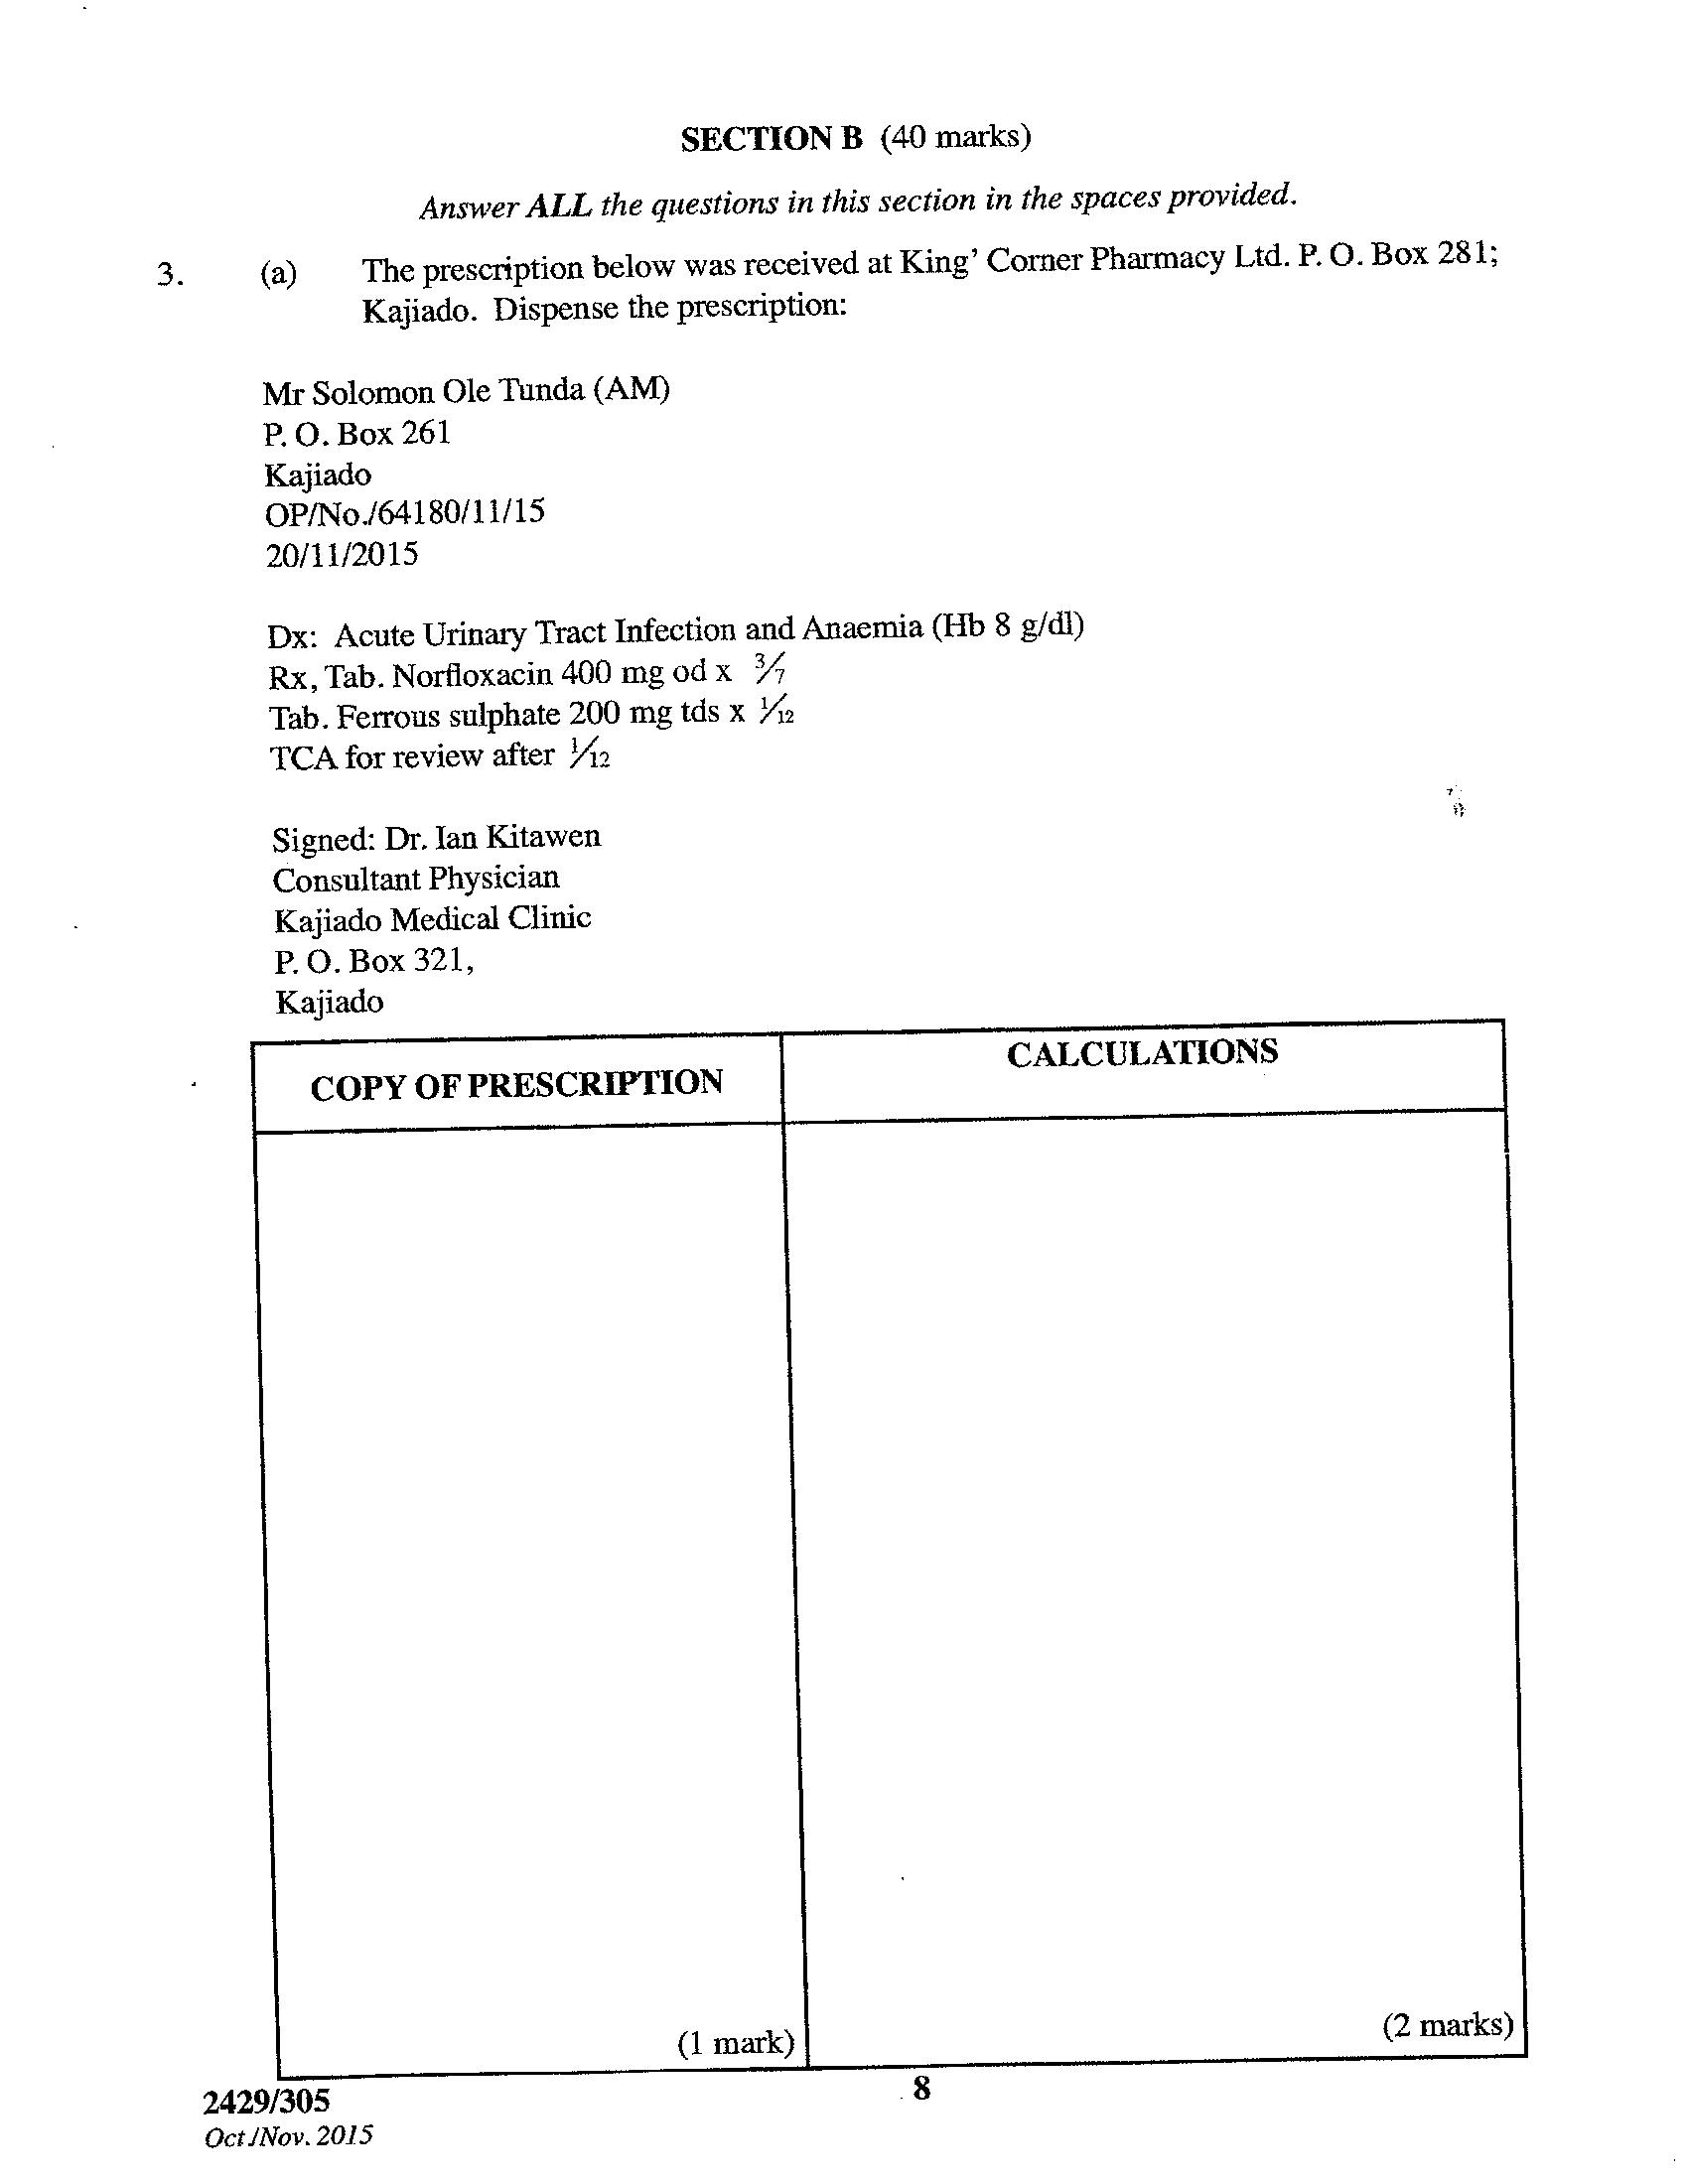 SECTION B (40 marks)
Answer ALL the questions in this section in the spaces provided.
3. (a) The prescription below was received at King' Corner Pharmacy Ltd. P. O. Box 281;
Kajiado. Dispense the prescription:
Mr Solomon Ole Tunda (AM)
P. O. Box 261
Kajiado
OP/No./64180/11/15
20/11/2015
Dx: Acute Urinary Tract Infection and Anaemia (Hb 8 g/dl)
Rx, Tab. Norfloxacin 400 mg od x 3/7
Tab. Ferrous sulphate 200 mg tds x 1/12
TCA for review after 1/12
Signed: Dr. Ian Kitawen
Consultant Physician
Kajiado Medical Clinic
P. O. Box 321,
Kajiado
COPY OF PRESCRIPTION
CALCULATIONS
(1 mark)
(2 marks)
2429/305
Oct./Nov. 2015
8